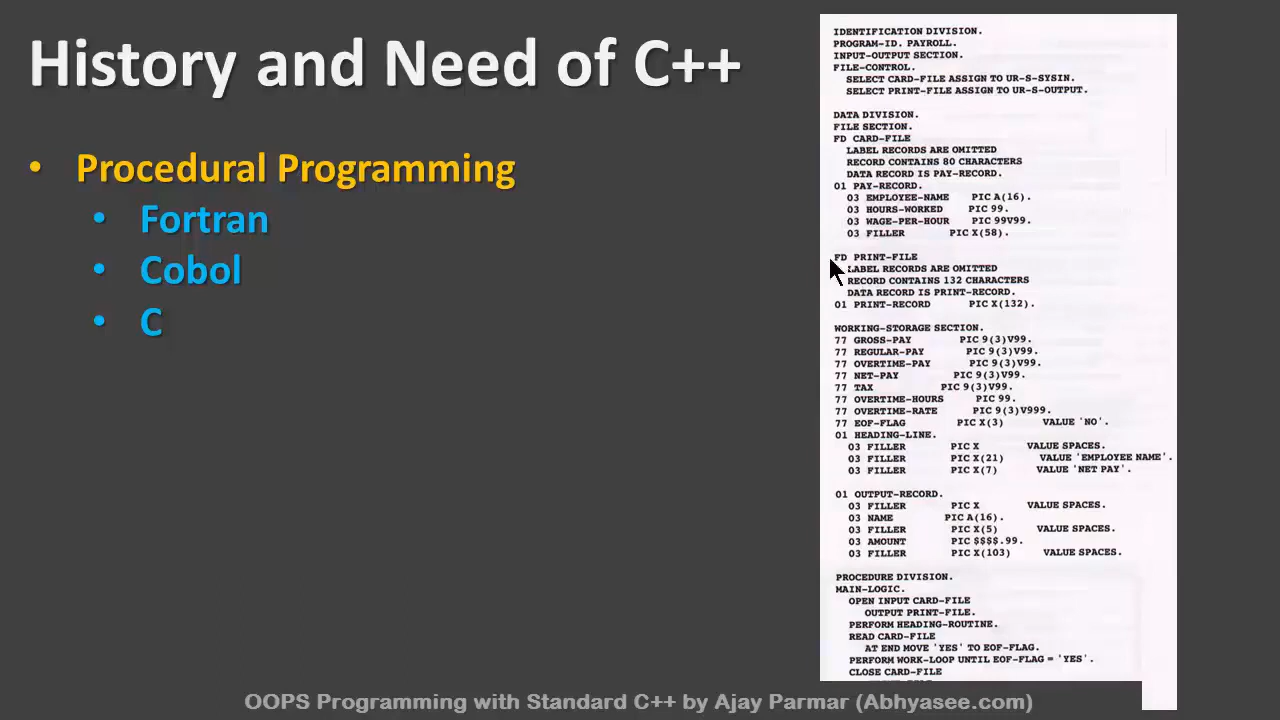 History and Need of C++
• Procedural Programming
• Fortran
• Cobol
• C
IDENTIFICATION DIVISION.
PROGRAM-ID. PAYROLL.
INPUT-OUTPUT SECTION.
FILE-CONTROL.
SELECT CARD-FILE ASSIGN TO UR-S-SYSIN.
SELECT PRINT-FILE ASSIGN TO UR-S-OUTPUT.
DATA DIVISION.
FILE SECTION.
FD CARD-FILE
LABEL RECORDS ARE OMITTED
RECORD CONTAINS 80 CHARACTERS
DATA RECORD IS PAY-RECORD.
01 PAY-RECORD.
03 EMPLOYEE-NAME PIC A(16).
03 HOURS-WORKED PIC 99.
03 WAGE-PER-HOUR PIC 99V99.
03 FILLER PIC X(58).
FD PRINT-FILE
LABEL RECORDS ARE OMITTED
RECORD CONTAINS 132 CHARACTERS
DATA RECORD IS PRINT-RECORD.
01 PRINT-RECORD PIC X(132).
WORKING-STORAGE SECTION.
77 GROSS-PAY PIC 9(3)V99.
77 REGULAR-PAY PIC 9(3)V99.
77 OVERTIME-PAY PIC 9(3)V99.
77 NET-PAY PIC 9(3)V99.
77 TAX PIC 9(3)V99.
77 OVERTIME-HOURS PIC 99.
77 OVERTIME-RATE PIC 9(3)V999.
77 EOF-FLAG PIC X(3) VALUE 'NO'.
01 HEADING-LINE.
03 FILLER PIC X VALUE SPACES.
03 FILLER PIC X(21) VALUE 'EMPLOYEE NAME'.
03 FILLER PIC X(7) VALUE 'NET PAY'.
01 OUTPUT-RECORD.
03 FILLER PIC X VALUE SPACES.
03 NAME PIC A(16).
03 FILLER PIC X(5) VALUE SPACES.
03 AMOUNT PIC $$$$.99.
03 FILLER PIC X(103) VALUE SPACES.
PROCEDURE DIVISION.
MAIN-LOGIC.
OPEN INPUT CARD-FILE
OUTPUT PRINT-FILE.
PERFORM HEADING-ROUTINE.
READ CARD-FILE
AT END MOVE 'YES' TO EOF-FLAG.
PERFORM WORK-LOOP UNTIL EOF-FLAG = 'YES'.
CLOSE CARD-FILE
OOPS Programming with Standard C++ by Ajay Parmar (Abhyasee.com)